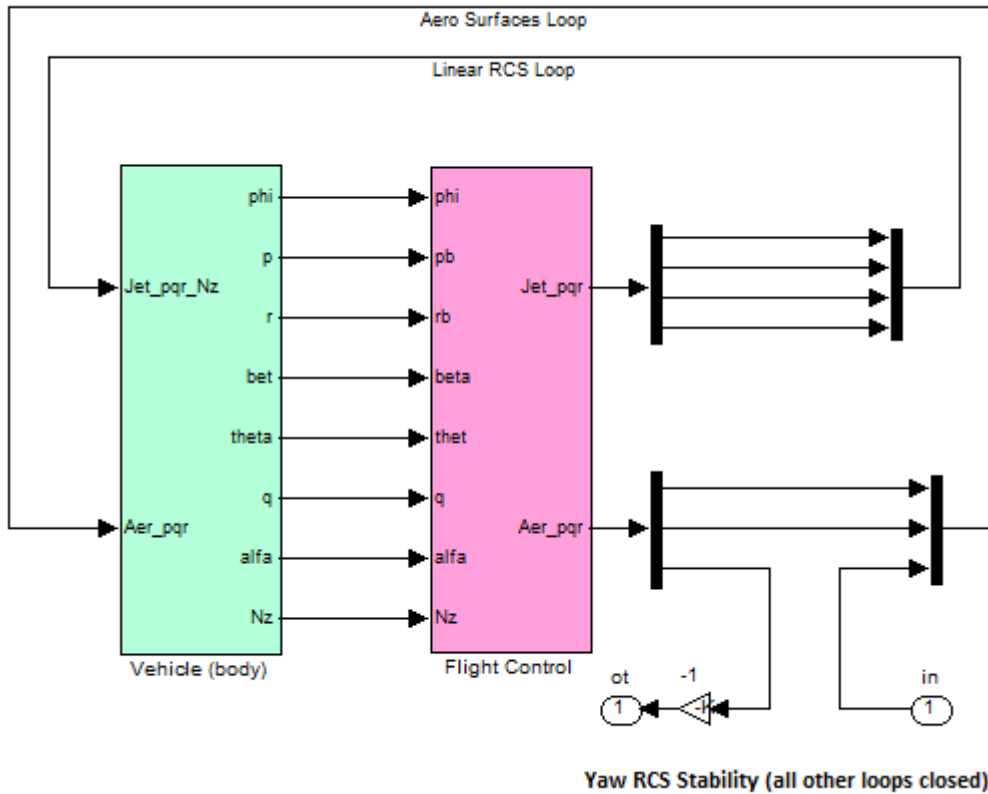 Aero Surfaces Loop
Linear RCS Loop
phi
p
Jet_pqr_Nz
r
bet
theta
q
Aer_pqr
alfa
Nz
Vehicle (body)
phi
pb
Jet_pqr
rb
beta
thet
q
Aer_pqr
alfa
Nz
Flight Control
ot
-1
in
1
-K
1
Yaw RCS Stability (all other loops closed)